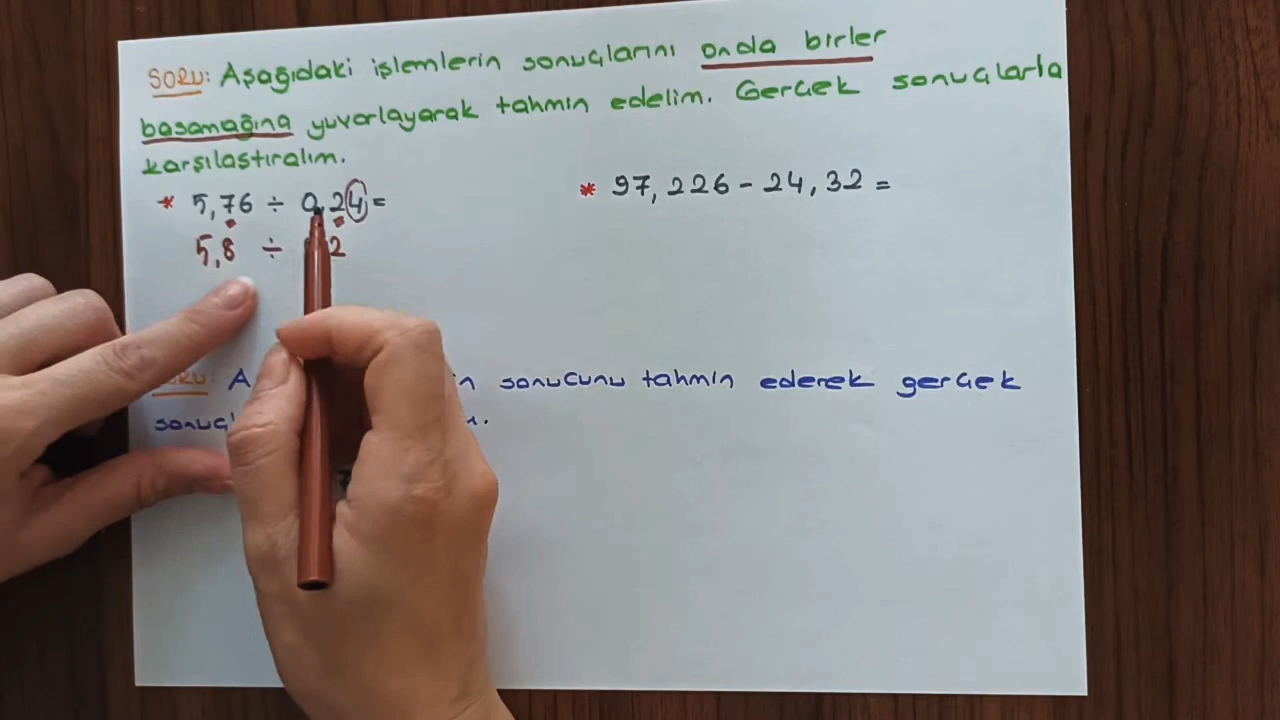 SORU: Aşağıdaki işlemlerin sonuçlarını onda birler
basamağına yuvarlayarak tahmin edelim. Gerçek sonuçlarla
karşılaştıralım.
* 5,76 ÷ 0,24 =
* 97,226 - 24,32 =
5,8 ÷ 2
sonucunu tahmin ederek gerçek